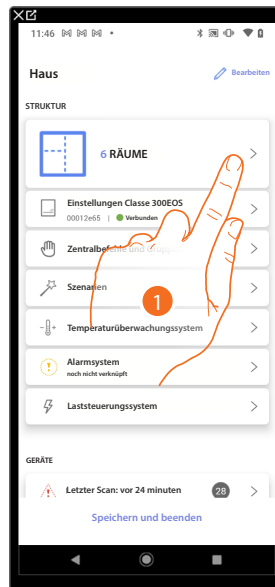 11:46
Haus
Bearbeiten
STRUKTUR
6 RÄUME
Einstellungen Classe 300EOS
00012e65 | Verbunden
Zentralbefehle und
Szenarien
1
Temperaturüberwachungssystem
Alarmsystem
noch nicht verknüpft
Laststeuerungssystem
GERÄTE
Letzter Scan: vor 24 minuten
28
Speichern und beenden